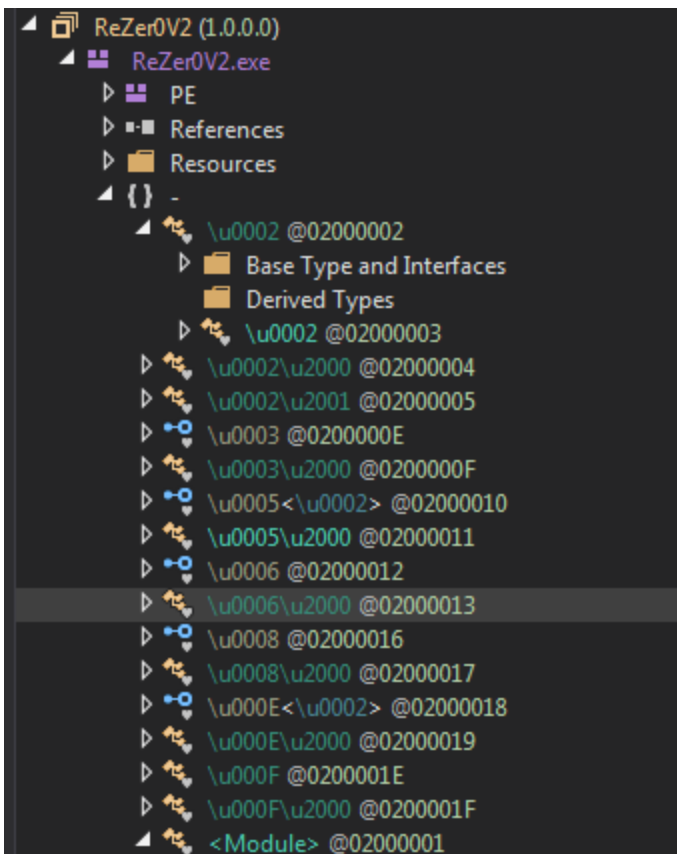 ReZer0V2 (1.0.0.0)
ReZer0V2.exe
PE
References
Resources
{ } -
\u0002 @02000002
Base Type and Interfaces
Derived Types
\u0002 @02000003
\u0002\u2000 @02000004
\u0002\u2001 @02000005
\u0003 @0200000E
\u0003\u2000 @0200000F
\u0005<\u0002> @02000010
\u0005\u2000 @02000011
\u0006 @02000012
\u0006\u2000 @02000013
\u0008 @02000016
\u0008\u2000 @02000017
\u000E<\u0002> @02000018
\u000E\u2000 @02000019
\u000F @0200001E
\u000F\u2000 @0200001F
<Module> @02000001